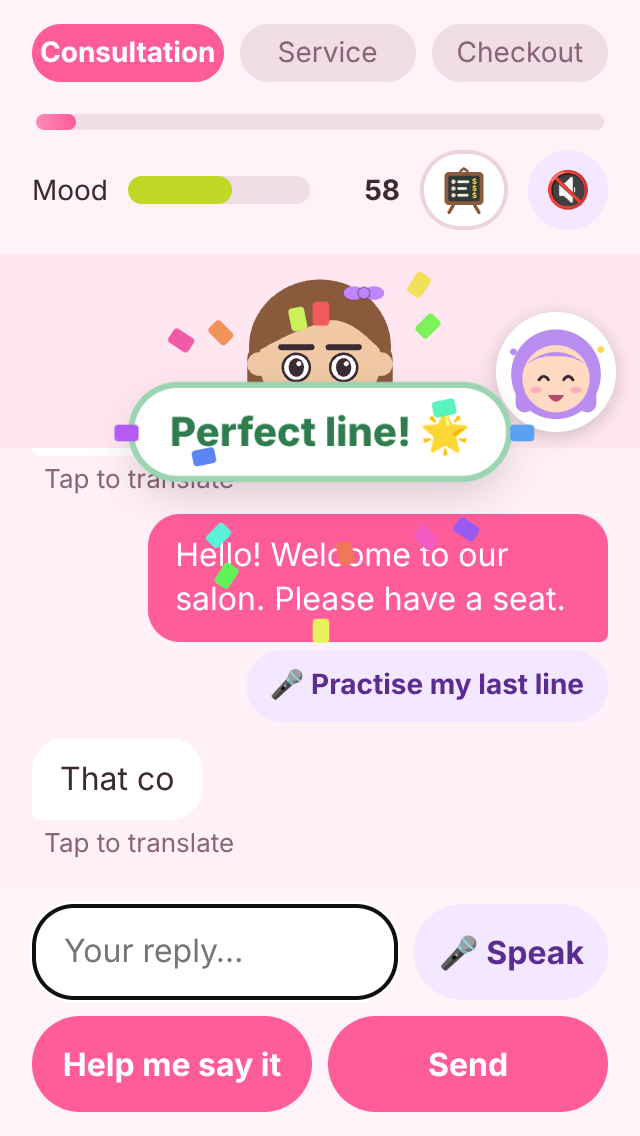 Consultation
Service
Checkout
Mood
58
Perfect line!
Tap to translate
Hello! Welcome to our
salon. Please have a seat.
Practise my last line
That co
Tap to translate
Your reply...
Speak
Help me say it
Send